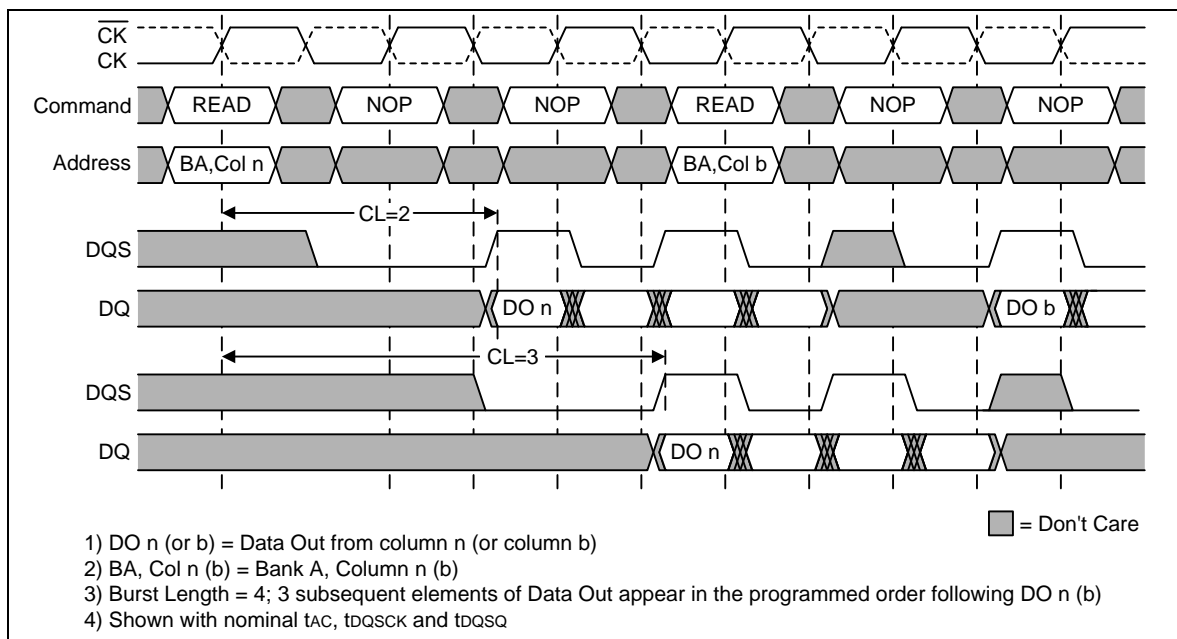 CK
CK
Command READ NOP NOP READ NOP NOP
Address BA,Col n BA,Col b
CL=2
DQS
DQ DO n DO b
CL=3
DQS
DQ DO n
= Don't Care
1) DO n (or b) = Data Out from column n (or column b)
2) BA, Col n (b) = Bank A, Column n (b)
3) Burst Length = 4; 3 subsequent elements of Data Out appear in the programmed order following DO n (b)
4) Shown with nominal tAC, tDQSCK and tDQSQ